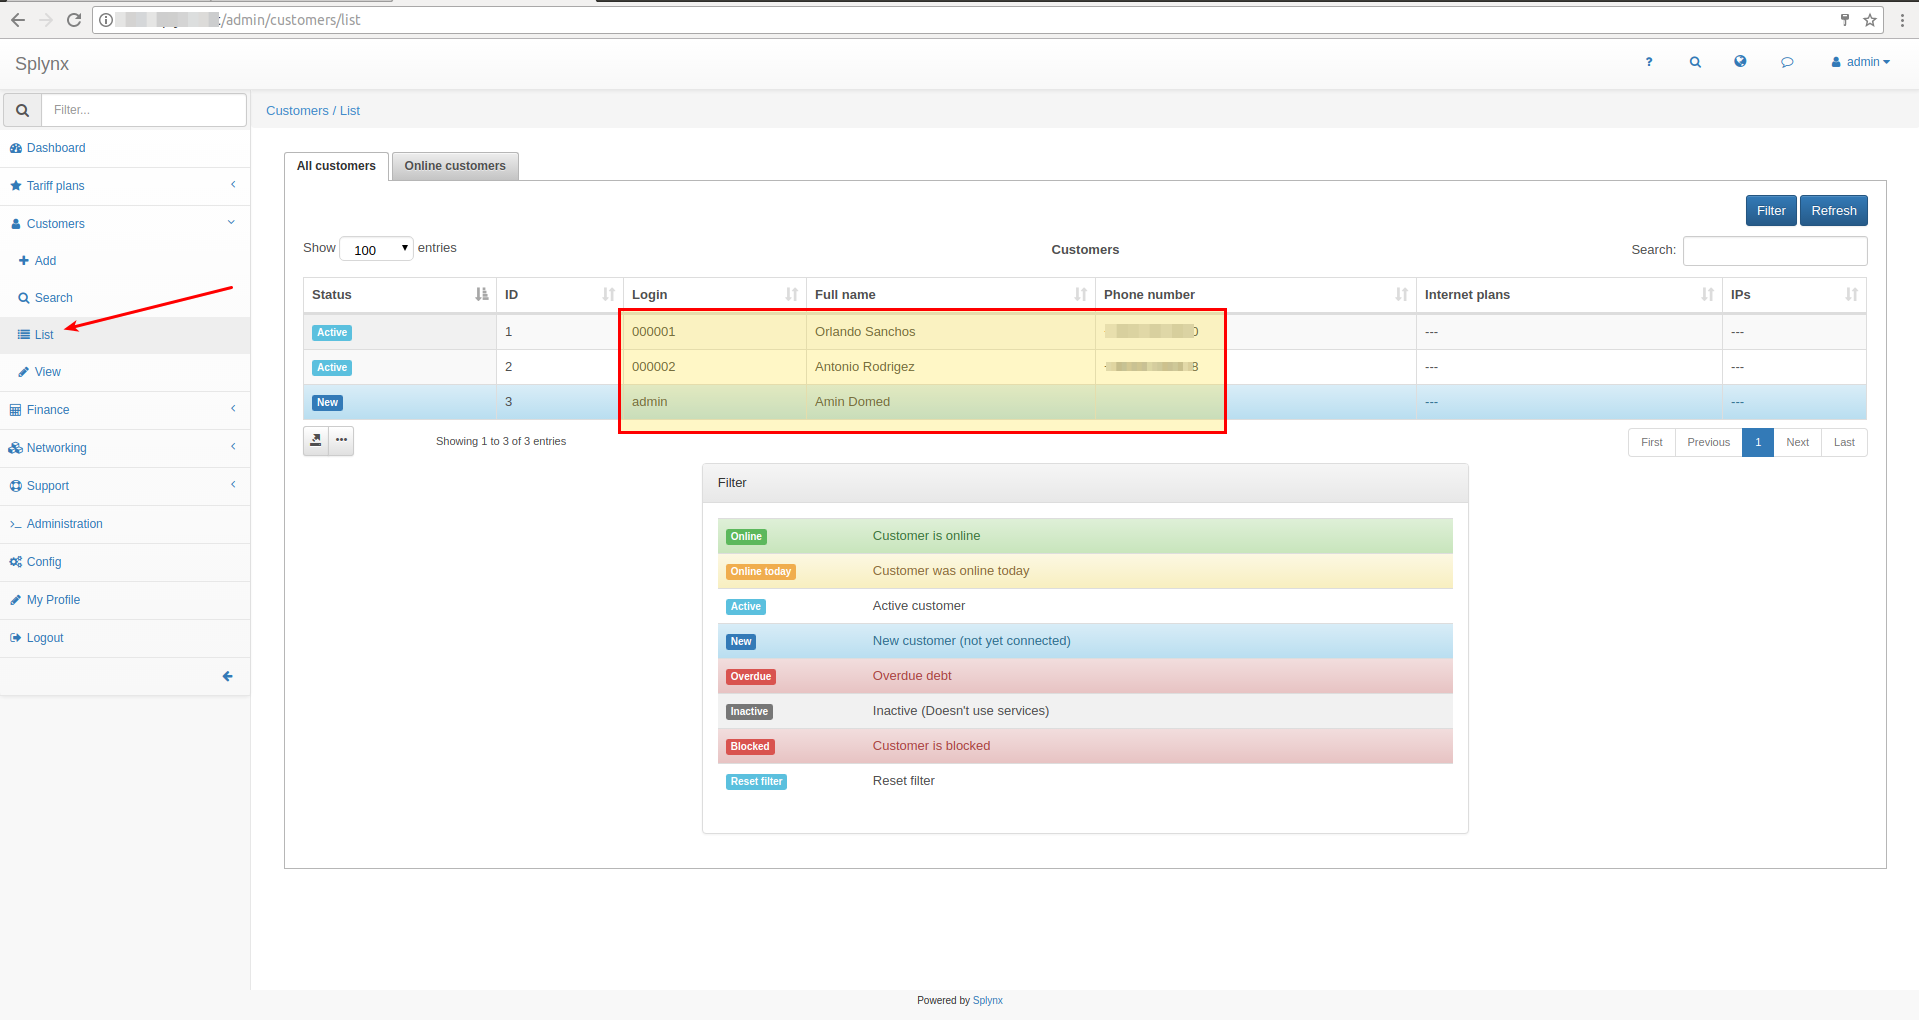 /admin/customers/list
Splynx
? admin
Filter...
Customers / List
Dashboard
Tariff plans
Customers
Add
Search
List
View
Finance
Networking
Support
Administration
Config
My Profile
Logout
All customers Online customers
Filter Refresh
Show 100 entries Customers Search:
Status ID Login Full name Phone number Internet plans IPs
Active 1 000001 Orlando Sanchos 0 --- ---
Active 2 000002 Antonio Rodrigez 8 --- ---
New 3 admin Amin Domed --- ---
Showing 1 to 3 of 3 entries First Previous 1 Next Last
Filter
Online Customer is online
Online today Customer was online today
Active Active customer
New New customer (not yet connected)
Overdue Overdue debt
Inactive Inactive (Doesn't use services)
Blocked Customer is blocked
Reset filter Reset filter
Powered by Splynx